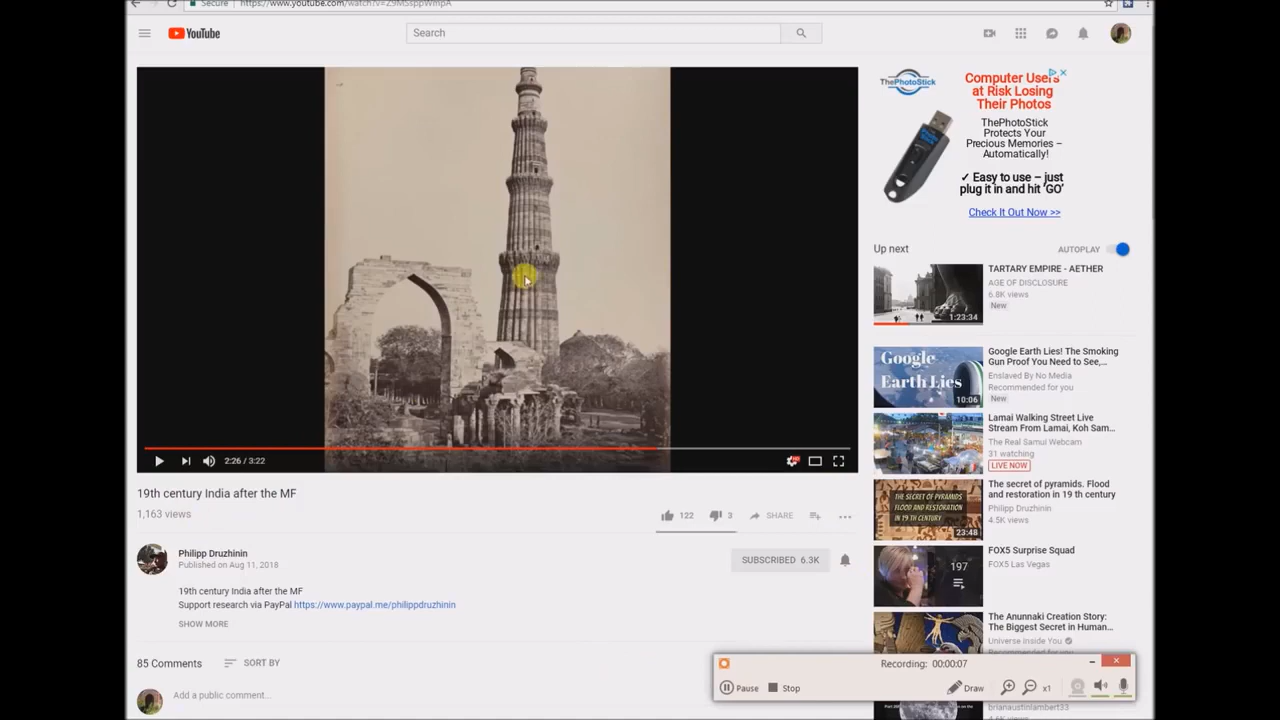 Secure
https://www.youtube.com/watch?v=Z9MSsppWmpA
YouTube
Search
ThePhotoStick
Computer Users
at Risk Losing
Their Photos
ThePhotoStick
Protects Your
Precious Memories –
Automatically!
✓ Easy to use – just
plug it in and hit 'GO'
Check It Out Now >>
Up next
AUTOPLAY
TARTARY EMPIRE - AETHER
AGE OF DISCLOSURE
6.8K views
New
1:23:34
Google
Earth Lies
10:06
Google Earth Lies! The Smoking
Gun Proof You Need to See,...
Enslaved By No Media
Recommended for you
New
Lamai Walking Street Live
Stream From Lamai, Koh Sam...
The Real Samui Webcam
31 watching
LIVE NOW
THE SECRET OF PYRAMIDS.
FLOOD
AND RESTORATION
IN 19 TH CENTURY
23:48
The secret of pyramids. Flood
and restoration in 19 th century
Philipp Druzhinin
4.5K views
197
FOX5 Surprise Squad
FOX5 Las Vegas
The Anunnaki Creation Story:
The Biggest Secret in Human...
Universe Inside You
2:26 / 3:22
19th century India after the MF
1,163 views
122
3
SHARE
Philipp Druzhinin
Published on Aug 11, 2018
SUBSCRIBED 6.3K
19th century India after the MF
Support research via PayPal https://www.paypal.me/philippdruzhinin
SHOW MORE
85 Comments
SORT BY
Add a public comment...
Recording: 00:00:07
Pause
Stop
Draw
x1
brianaustinlambert33